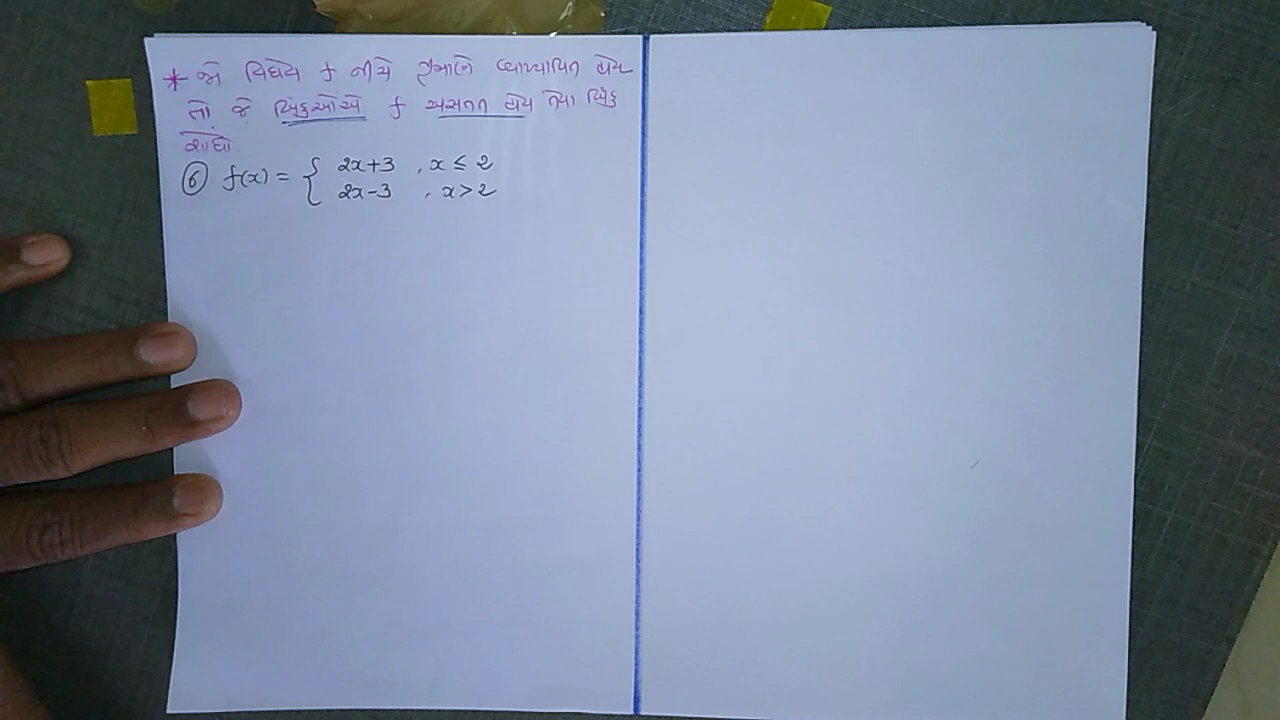 * જો વિધેય f નીચે પ્રમાણે વ્યાખ્યાયિત હોય
તો જે બિંદુઓએ f અસતત હોય તેવા બિંદુ
શોધો.
⑥ f(x) = { 2x+3 , x ≤ 2
2x-3 , x > 2